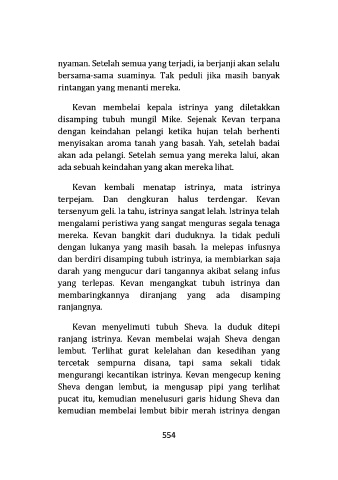 nyaman. Setelah semua yang terjadi, ia berjanji akan selalu
bersama-sama suaminya. Tak peduli jika masih banyak
rintangan yang menanti mereka.
Kevan membelai kepala istrinya yang diletakkan
disamping tubuh mungil Mike. Sejenak Kevan terpana
dengan keindahan pelangi ketika hujan telah berhenti
menyisakan aroma tanah yang basah. Yah, setelah badai
akan ada pelangi. Setelah semua yang mereka lalui, akan
ada sebuah keindahan yang akan mereka lihat.
Kevan kembali menatap istrinya, mata istrinya
terpejam. Dan dengkuran halus terdengar. Kevan
tersenyum geli. Ia tahu, istrinya sangat lelah. Istrinya telah
mengalami peristiwa yang sangat menguras segala tenaga
mereka. Kevan bangkit dari duduknya. Ia tidak peduli
dengan lukanya yang masih basah. Ia melepas infusnya
dan berdiri disamping tubuh istrinya, ia membiarkan saja
darah yang mengucur dari tangannya akibat selang infus
yang terlepas. Kevan mengangkat tubuh istrinya dan
membaringkannya diranjang yang ada disamping
ranjangnya.
Kevan menyelimuti tubuh Sheva. Ia duduk ditepi
ranjang istrinya. Kevan membelai wajah Sheva dengan
lembut. Terlihat gurat kelelahan dan kesedihan yang
tercetak sempurna disana, tapi sama sekali tidak
mengurangi kecantikan istrinya. Kevan mengecup kening
Sheva dengan lembut, ia mengusap pipi yang terlihat
pucat itu, kemudian menelusuri garis hidung Sheva dan
kemudian membelai lembut bibir merah istrinya dengan
554